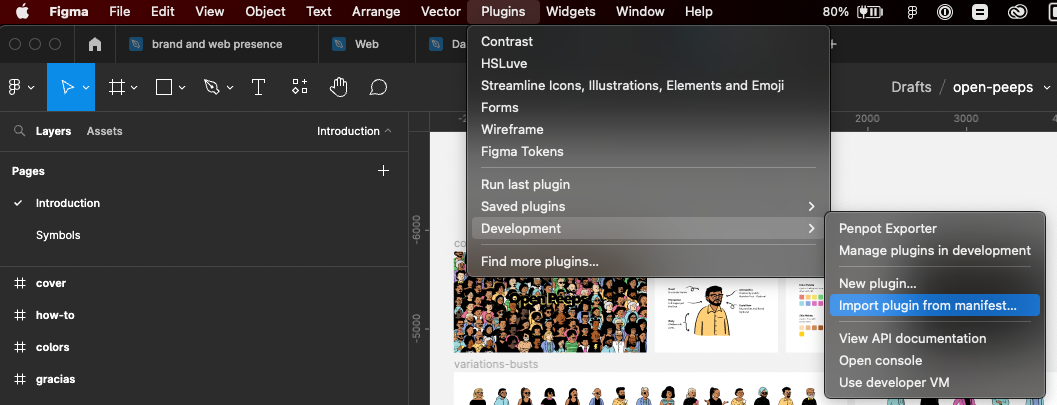 Figma File Edit View Object Text Arrange Vector Plugins Widgets Window Help 80%
brand and web presence Web Da
Contrast
HSLuve
Streamline Icons, Illustrations, Elements and Emoji
Forms
Wireframe
Figma Tokens
Run last plugin
Saved plugins
Development
Find more plugins...
Penpot Exporter
Manage plugins in development
New plugin...
Import plugin from manifest...
View API documentation
Open console
Use developer VM
Drafts / open-peeps
Layers Assets Introduction
2000 3000
Pages
Introduction
Symbols
-6000
-5000
cover
how-to
colors
gracias
co
Open Peeps
variations-busts